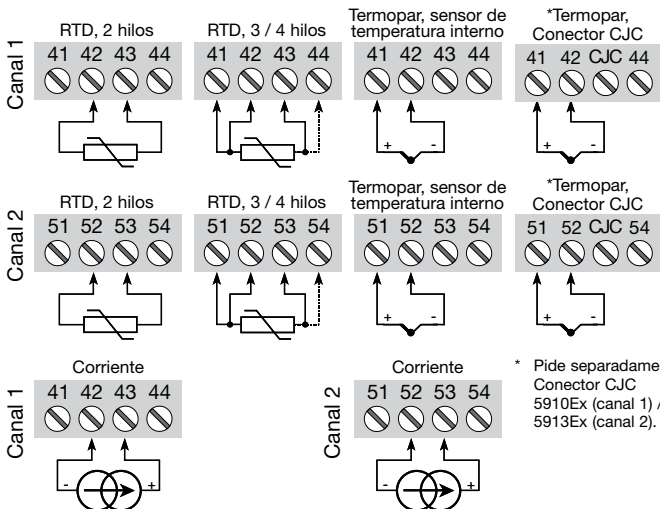 Canal 1
RTD, 2 hilos
41 42 43 44
RTD, 3 / 4 hilos
41 42 43 44
Termopar, sensor de
temperatura interno
41 42 43 44
+ -
*Termopar,
Conector CJC
41 42 CJC 44
+ -
Canal 2
RTD, 2 hilos
51 52 53 54
RTD, 3 / 4 hilos
51 52 53 54
Termopar, sensor de
temperatura interno
51 52 53 54
+ -
*Termopar,
Conector CJC
51 52 CJC 54
+ -
Canal 1
Corriente
41 42 43 44
- +
Canal 2
Corriente
51 52 53 54
- +
* Pide separadame
Conector CJC
5910Ex (canal 1) /
5913Ex (canal 2).